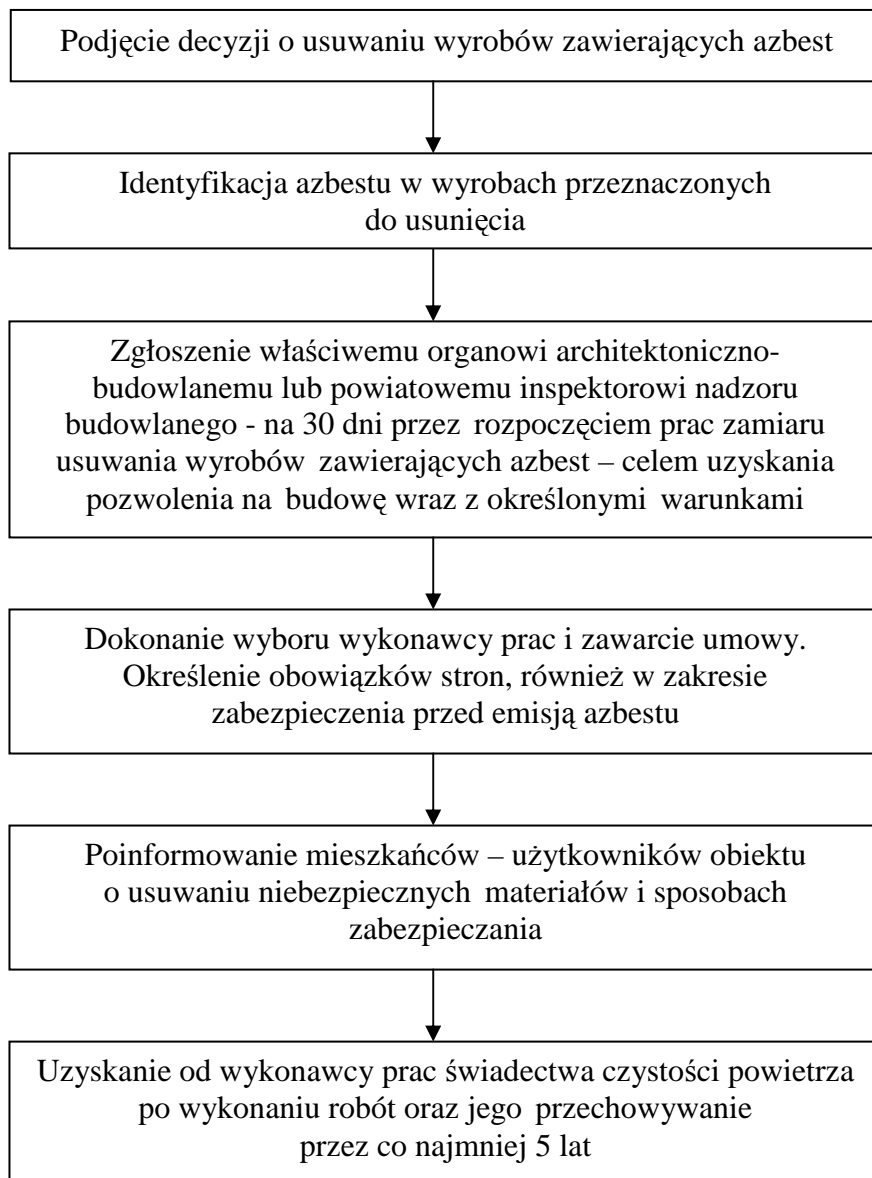 Podjęcie decyzji o usuwaniu wyrobów zawierających azbest
Identyfikacja azbestu w wyrobach przeznaczonych
do usunięcia
Zgłoszenie właściwemu organowi architektoniczno-
budowlanemu lub powiatowemu inspektorowi nadzoru
budowlanego - na 30 dni przez rozpoczęciem prac zamiaru
usuwania wyrobów zawierających azbest – celem uzyskania
pozwolenia na budowę wraz z określonymi warunkami
Dokonanie wyboru wykonawcy prac i zawarcie umowy.
Określenie obowiązków stron, również w zakresie
zabezpieczenia przed emisją azbestu
Poinformowanie mieszkańców – użytkowników obiektu
o usuwaniu niebezpiecznych materiałów i sposobach
zabezpieczania
Uzyskanie od wykonawcy prac świadectwa czystości powietrza
po wykonaniu robót oraz jego przechowywanie
przez co najmniej 5 lat